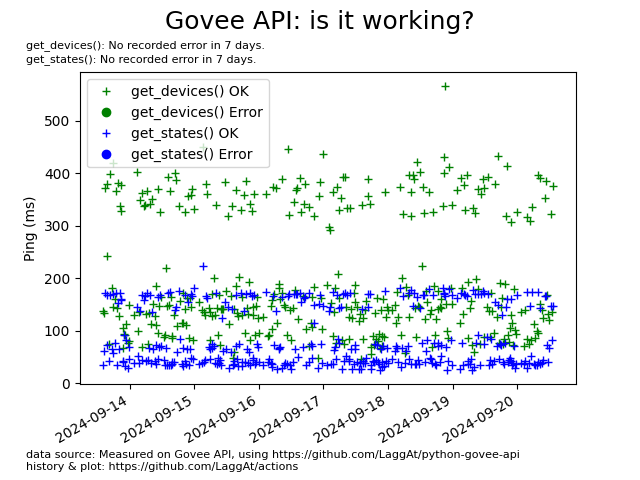 Govee API: is it working?
get_devices(): No recorded error in 7 days.
get_states(): No recorded error in 7 days.
get_devices() OK
get_devices() Error
get_states() OK
get_states() Error
Ping (ms)
500
400
300
200
100
0
2024-09-14
2024-09-15
2024-09-16
2024-09-17
2024-09-18
2024-09-19
2024-09-20
data source: Measured on Govee API, using https://github.com/LaggAt/python-govee-api
history & plot: https://github.com/LaggAt/actions